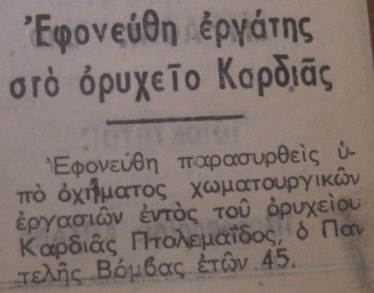 Ἐφονεύθη ἐργάτης
στὸ ὀρυχεῖο Καρδιᾶς
Ἐφονεύθη παρασυρθεὶς ὑ-
πὸ ὀχήματος χωματουργικῶν
ἐργασιῶν ἐντὸς τοῦ ὀρυχείου
Καρδιᾶς Πτολεμαΐδος, ὁ Παν
τελῆς Βόμβας ἐτῶν 45.